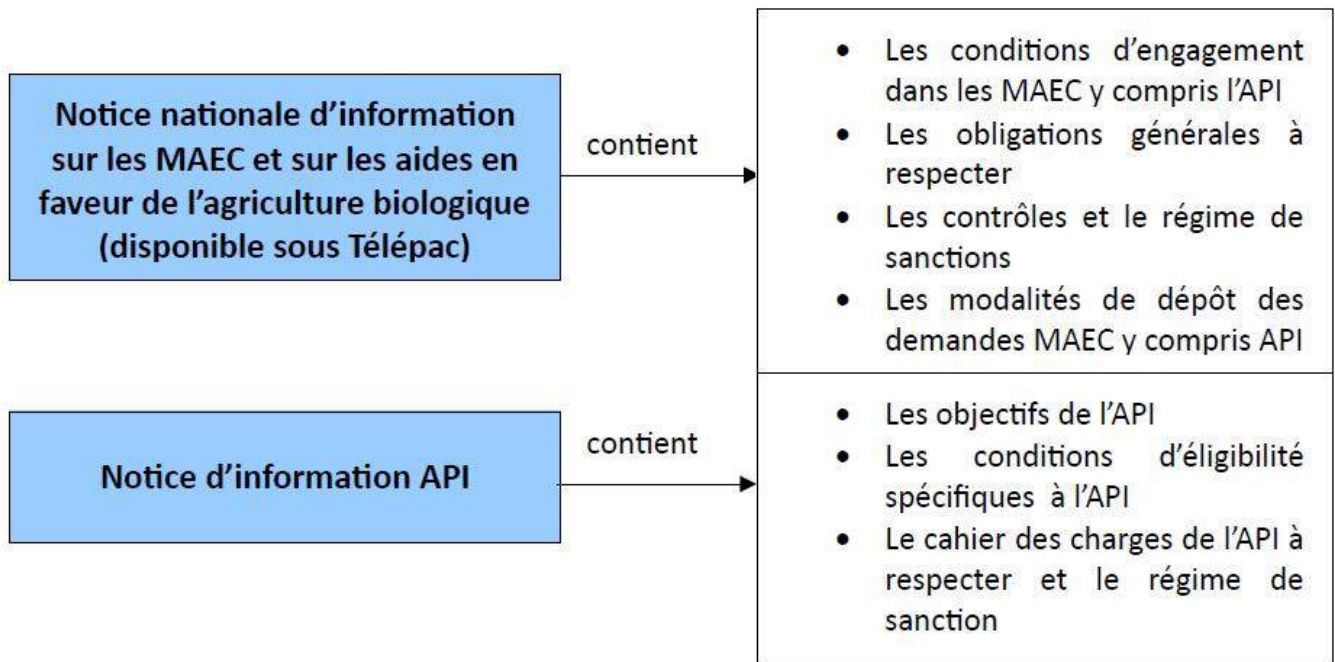 Notice nationale d’information
sur les MAEC et sur les aides en
faveur de l’agriculture biologique
(disponible sous Télépac)
contient
• Les conditions d’engagement
dans les MAEC y compris l’API
• Les obligations générales à
respecter
• Les contrôles et le régime de
sanctions
• Les modalités de dépôt des
demandes MAEC y compris API
Notice d’information API
contient
• Les objectifs de l’API
• Les conditions d’éligibilité
spécifiques à l’API
• Le cahier des charges de l’API à
respecter et le régime de
sanction